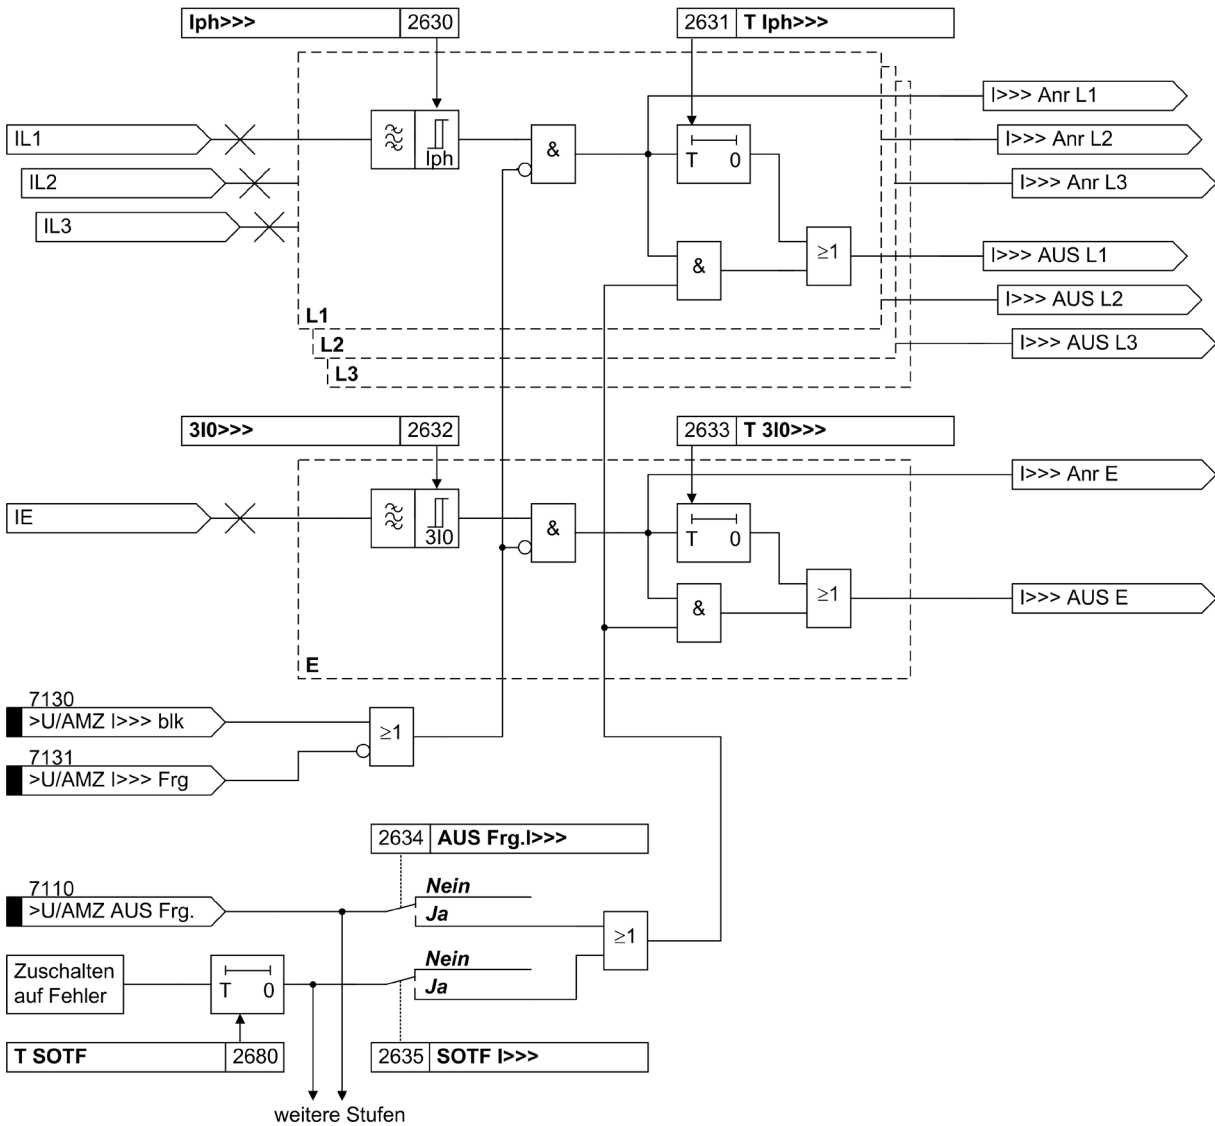 Iph>>> 2630
2631 T Iph>>>
I>>> Anr L1
IL1
Iph
&
T 0
I>>> Anr L2
IL2
I>>> Anr L3
IL3
&
≥1
I>>> AUS L1
I>>> AUS L2
L1
L2
I>>> AUS L3
L3
3I0>>> 2632
2633 T 3I0>>>
I>>> Anr E
IE
3I0
&
T 0
&
≥1
I>>> AUS E
E
7130
>U/AMZ I>>> blk
≥1
7131
>U/AMZ I>>> Frg
2634 AUS Frg.I>>>
7110
>U/AMZ AUS Frg.
Nein
Ja
≥1
Zuschalten
auf Fehler
T 0
Nein
Ja
T SOTF 2680
2635 SOTF I>>>
weitere Stufen